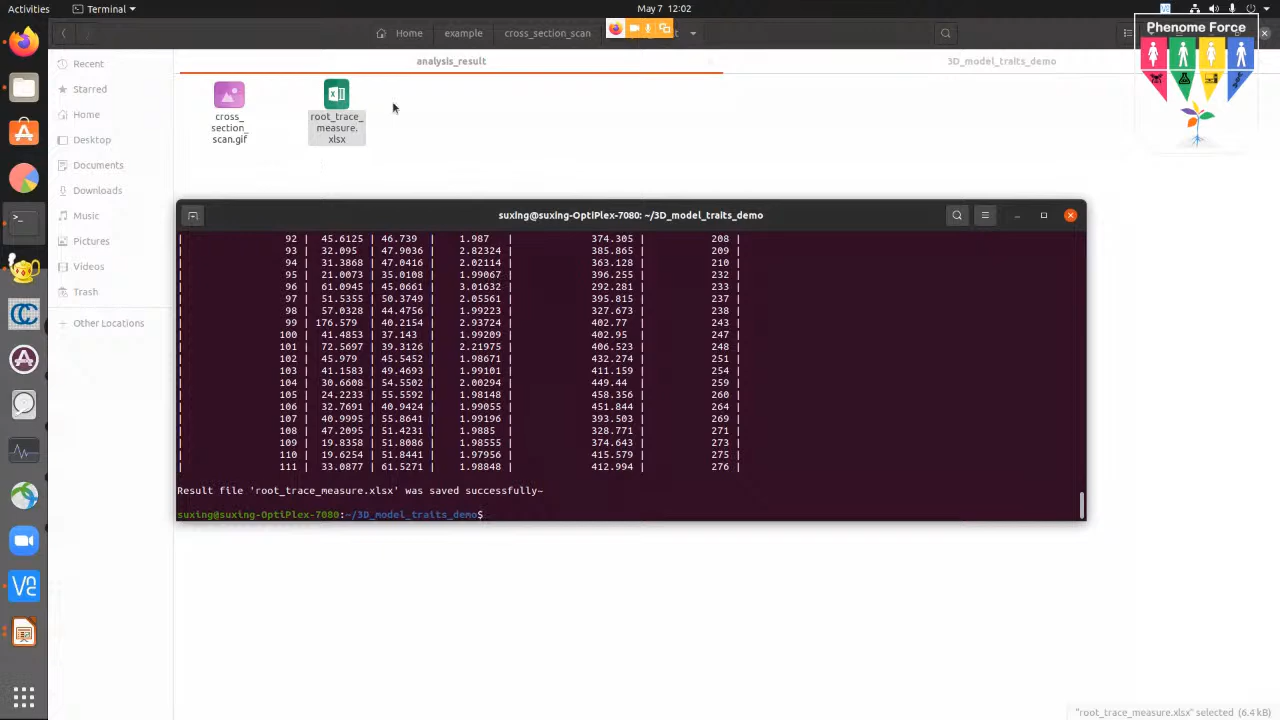 Activities
Terminal
May 7 12:02
Home
example
cross_section_scan
Phenome Force
analysis_result
3D_model_traits_demo
Recent
Starred
Home
Desktop
Documents
Downloads
Music
Pictures
Videos
Trash
Other Locations
cross_
section_
scan.gif
root_trace_
measure.
xlsx
suxing@suxing-OptiPlex-7080: ~/3D_model_traits_demo
| 92 | 45.6125 | 46.739 | 1.987 | 374.305 | 208 |
| 93 | 32.095 | 47.9036 | 2.82324 | 385.865 | 209 |
| 94 | 31.3868 | 47.0416 | 2.02114 | 363.128 | 210 |
| 95 | 21.0073 | 35.0108 | 1.99067 | 396.255 | 232 |
| 96 | 61.0945 | 45.0661 | 3.01632 | 292.281 | 233 |
| 97 | 51.5355 | 50.3749 | 2.05561 | 395.815 | 237 |
| 98 | 57.0328 | 44.4756 | 1.99223 | 327.673 | 238 |
| 99 | 176.579 | 40.2154 | 2.93724 | 402.77 | 243 |
| 100 | 41.4853 | 37.143 | 1.99209 | 402.95 | 247 |
| 101 | 72.5697 | 39.3126 | 2.21975 | 406.523 | 248 |
| 102 | 45.979 | 45.5452 | 1.98671 | 432.274 | 251 |
| 103 | 41.1583 | 49.4693 | 1.99101 | 411.159 | 254 |
| 104 | 30.6608 | 54.5502 | 2.00294 | 449.44 | 259 |
| 105 | 24.2233 | 55.5592 | 1.98148 | 458.356 | 260 |
| 106 | 32.7691 | 40.9424 | 1.99055 | 451.844 | 264 |
| 107 | 40.9995 | 55.8641 | 1.99196 | 393.503 | 269 |
| 108 | 47.2095 | 51.4231 | 1.9885 | 328.771 | 271 |
| 109 | 19.8358 | 51.8086 | 1.98555 | 374.643 | 273 |
| 110 | 19.6254 | 51.8441 | 1.97956 | 415.579 | 275 |
| 111 | 33.0877 | 61.5271 | 1.98848 | 412.994 | 276 |
Result file 'root_trace_measure.xlsx' was saved successfully~
suxing@suxing-OptiPlex-7080:~/3D_model_traits_demo$
"root_trace_measure.xlsx" selected (6.4 kB)